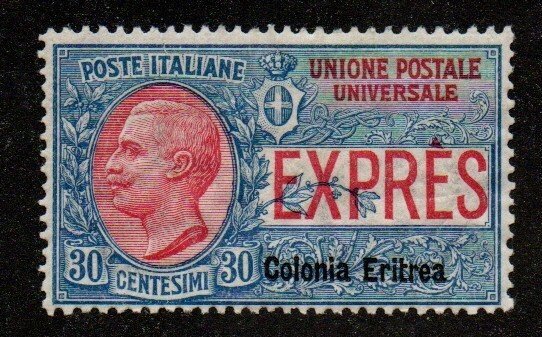 POSTE ITALIANE
UNIONE POSTALE
UNIVERSALE
EXPRÈS
30 CENTESIMI 30
Colonia Eritrea